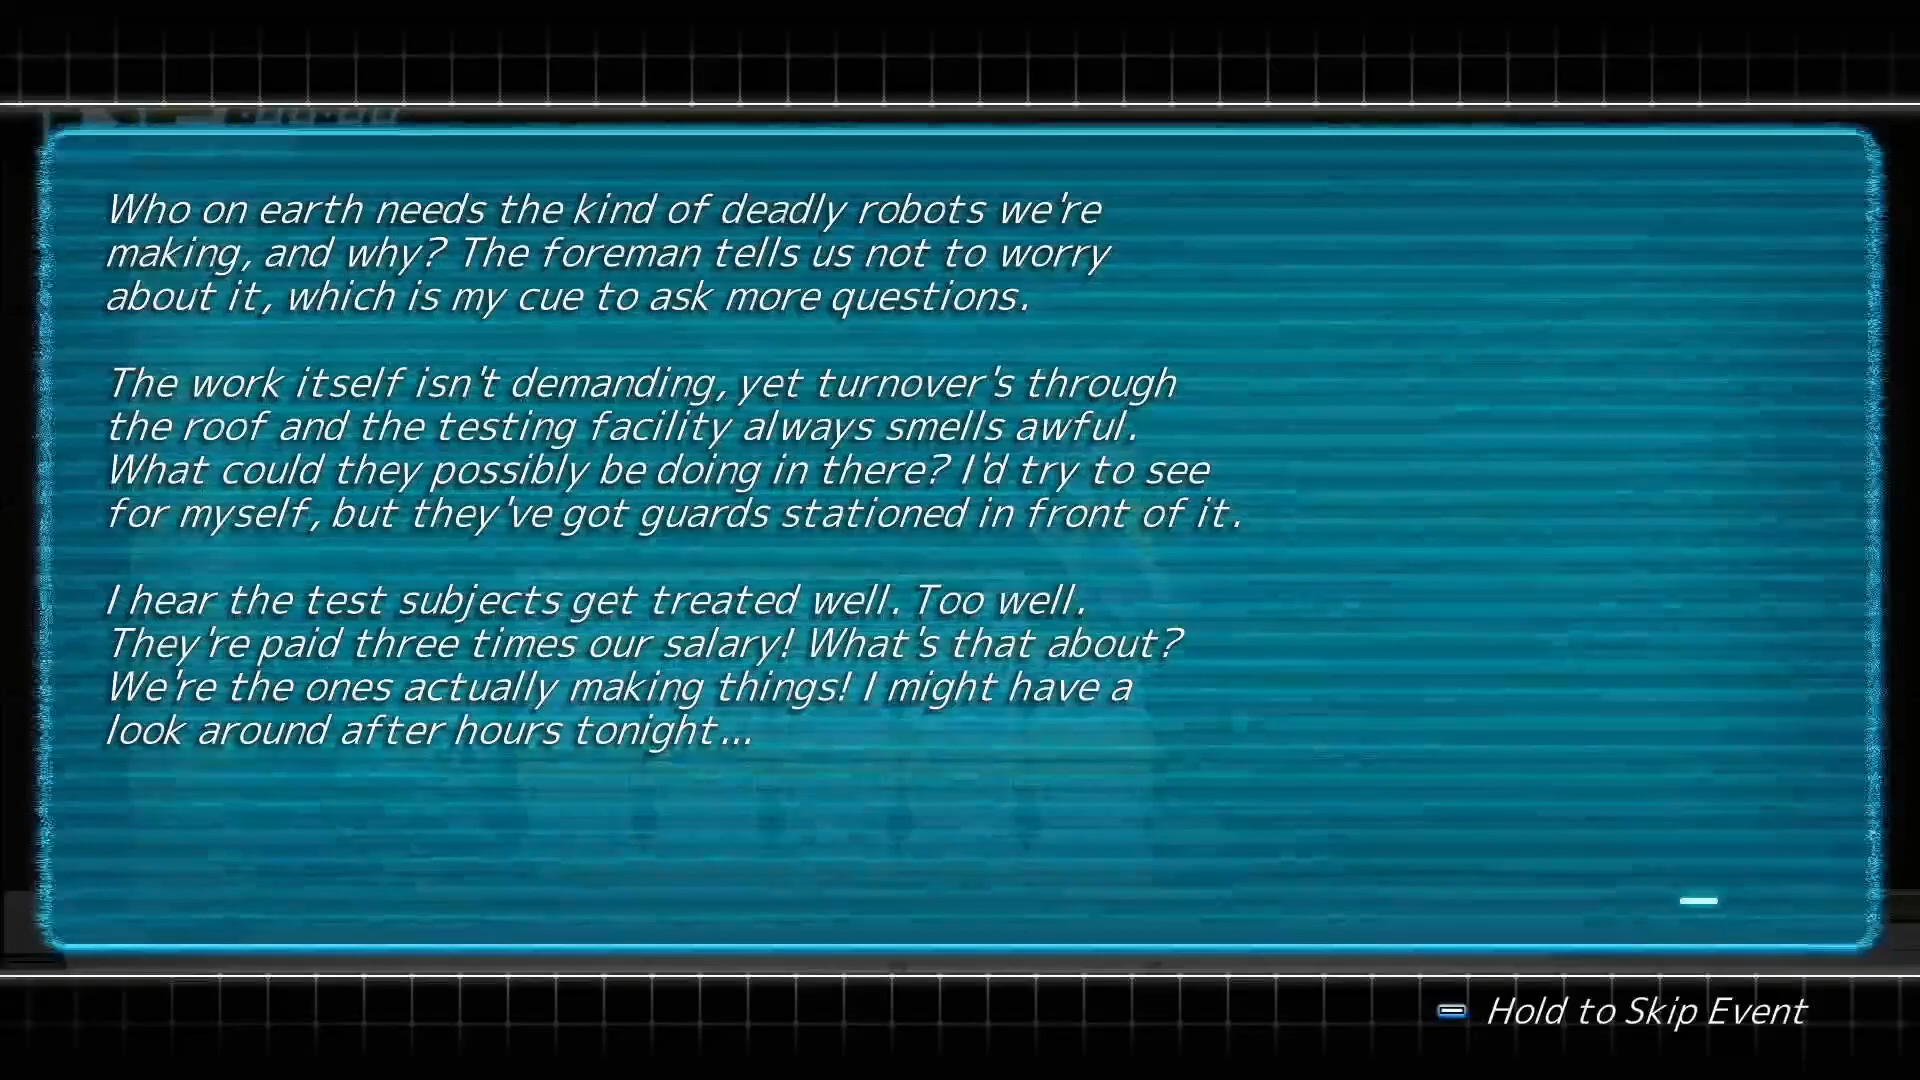 Who on earth needs the kind of deadly robots we're
making, and why? The foreman tells us not to worry
about it, which is my cue to ask more questions.
The work itself isn't demanding, yet turnover's through
the roof and the testing facility always smells awful.
What could they possibly be doing in there? I'd try to see
for myself, but they've got guards stationed in front of it.
I hear the test subjects get treated well. Too well.
They're paid three times our salary! What's that about?
We're the ones actually making things! I might have a
look around after hours tonight...
Hold to Skip Event